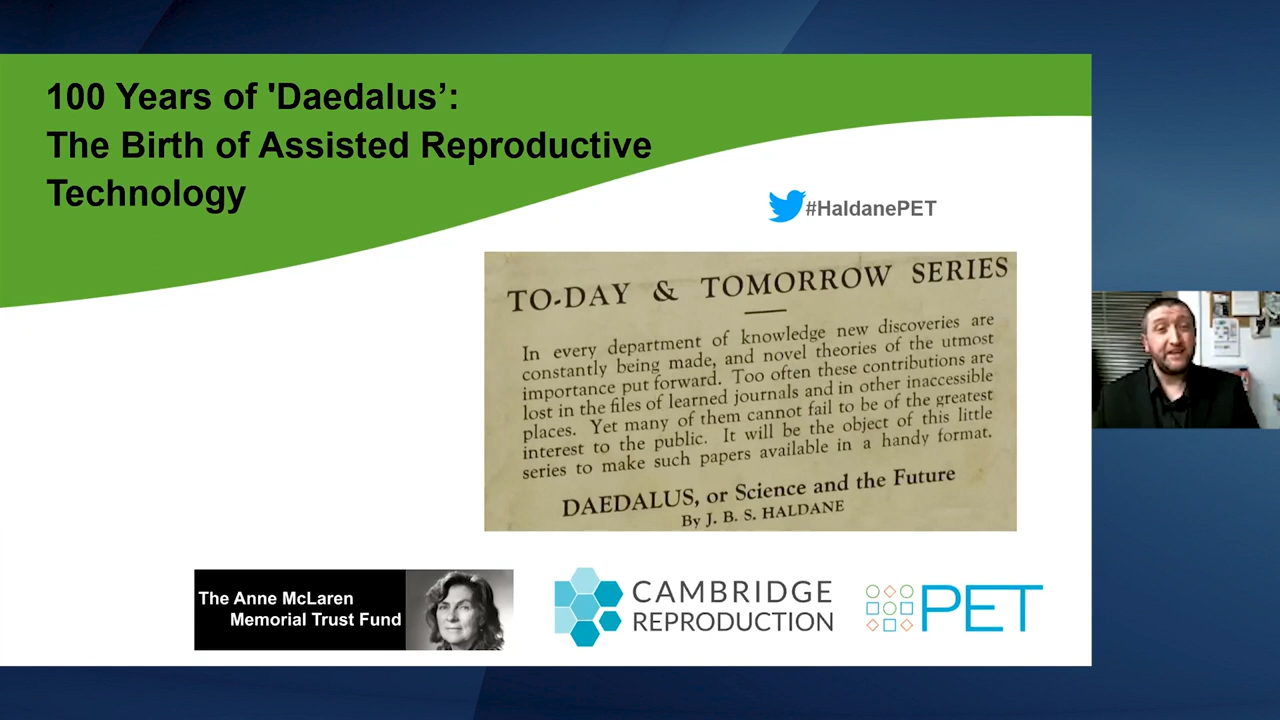 100 Years of 'Daedalus’:
The Birth of Assisted Reproductive
Technology
#HaldanePET
TO-DAY & TOMORROW SERIES
In every department of knowledge new discoveries are
constantly being made, and novel theories of the utmost
importance put forward. Too often these contributions are
lost in the files of learned journals and in other inaccessible
places. Yet many of them cannot fail to be of the greatest
interest to the public. It will be the object of this little
series to make such papers available in a handy format.
DAEDALUS, or Science and the Future
By J. B. S. HALDANE
The Anne McLaren
Memorial Trust Fund
CAMBRIDGE
REPRODUCTION
PET